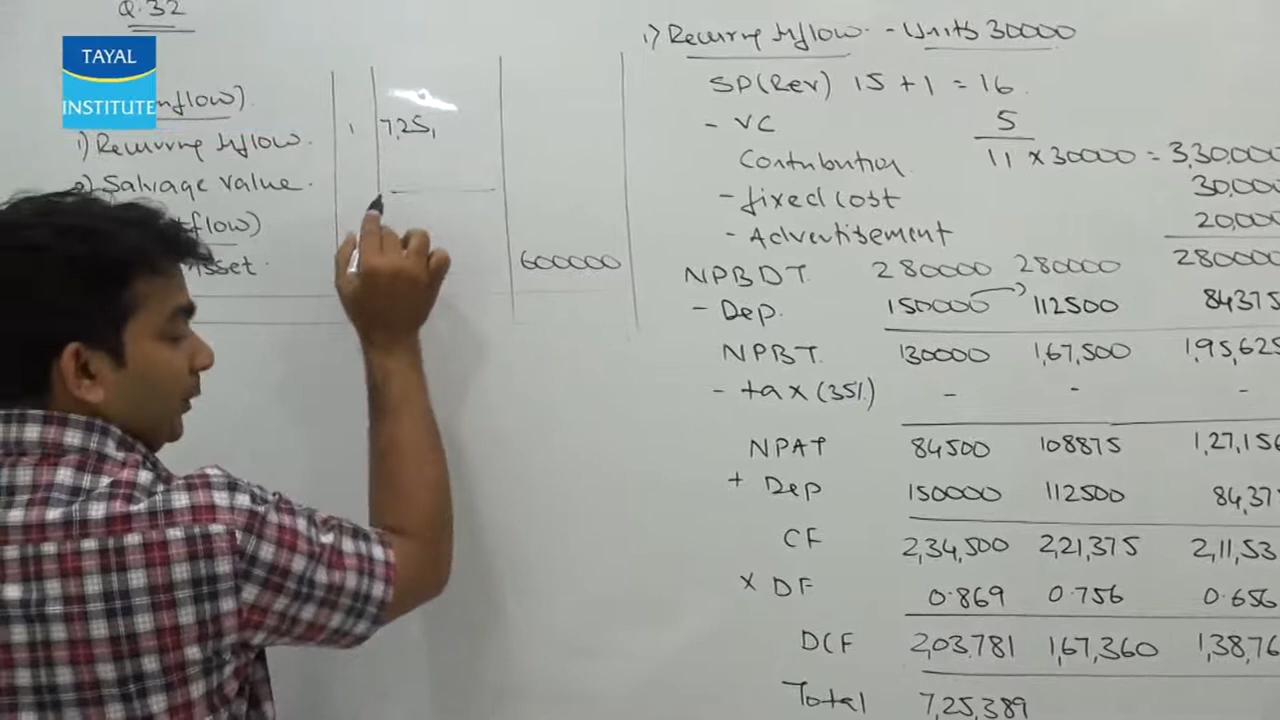 Q.32
TAYAL
INSTITUTE
nflow)
1) Recurring Inflow. 1 7,25,
2) Salvage Value.
flow)
Asset. 600000
1) Recurring Inflow. - Units 30000
SP(Rev) 15 + 1 = 16
- VC 5
Contribution 11 x 30000 = 3,30,000
- fixed cost 30,000
- Advertisement 20,000
NPBDT. 280000 280000 280000
- Dep. 150000 112500 84375
NPBT. 130000 1,67,500 1,95,625
- tax (35%) - - -
NPAT 84500 108875 1,27,156
+ Dep 150000 112500 84,37
CF 2,34,500 2,21,375 2,11,53
x DF 0.869 0.756 0.656
DCF 2,03,781 1,67,360 1,38,76
Total 7,25,389